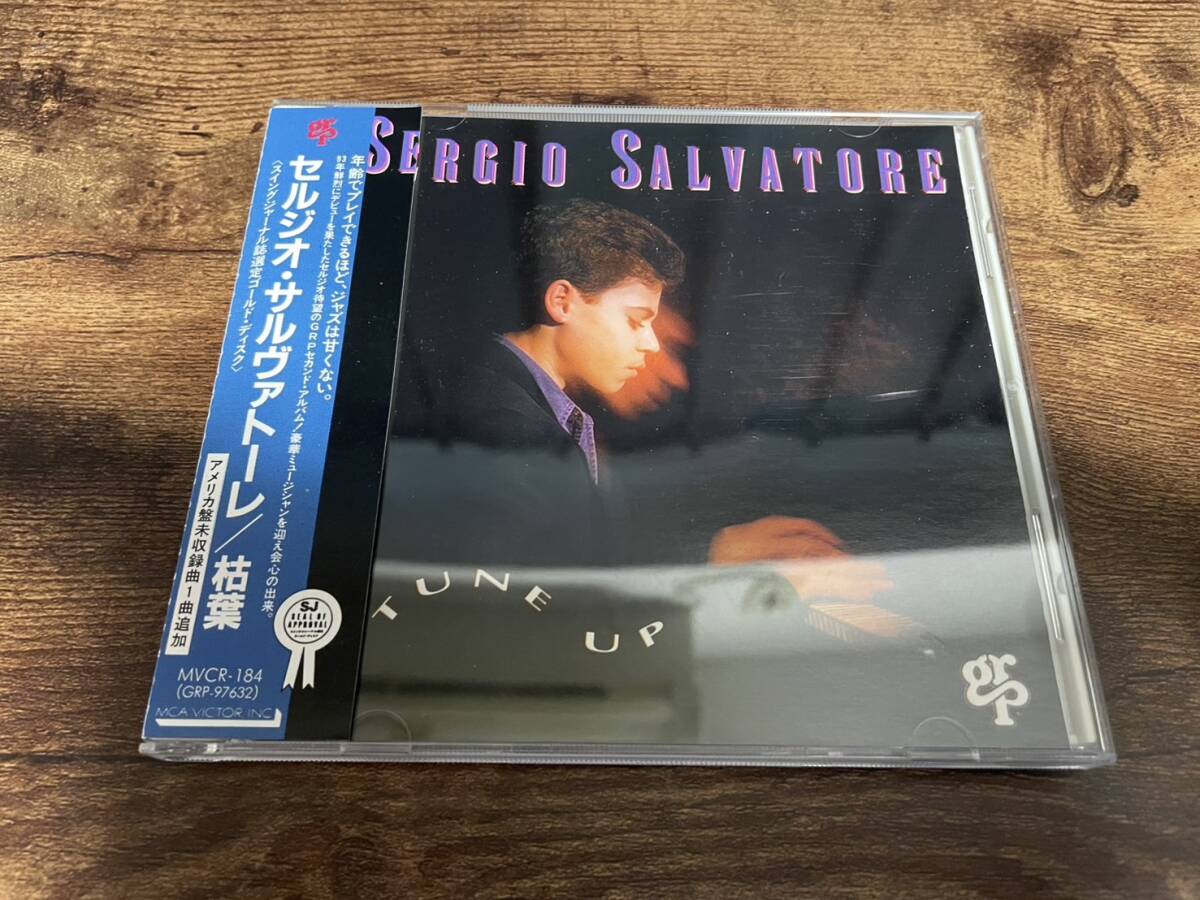 grp
年齢でプレイできるほど、ジャズは甘くない。
93年鮮烈にデビューを果たしたセルジオ待望のGRPセカンド・アルバム!豪華ミュージシャンを迎え会心の出来。
セルジオ・サルヴァトーレ/枯葉
〈スイングジャーナル誌選定ゴールド・ディスク〉
アメリカ盤未収録曲1曲追加
SJ
SEAL OF
APPROVAL
MVCR-184
(GRP-97632)
MCA VICTOR INC.
SERGIO SALVATORE
TUNE UP
grp